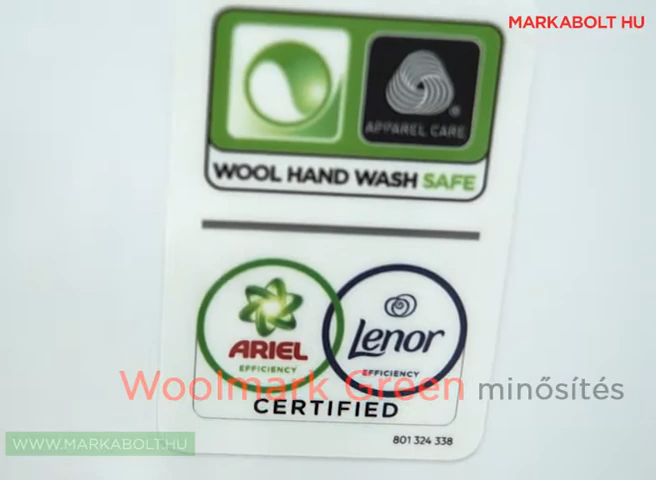 MARKABOLT HU
APPAREL CARE
WOOL HAND WASH SAFE
ARIEL
EFFICIENCY
Lenor
EFFICIENCY
Woolmark Green minősítés
CERTIFIED
801 324 338
WWW.MARKABOLT.HU